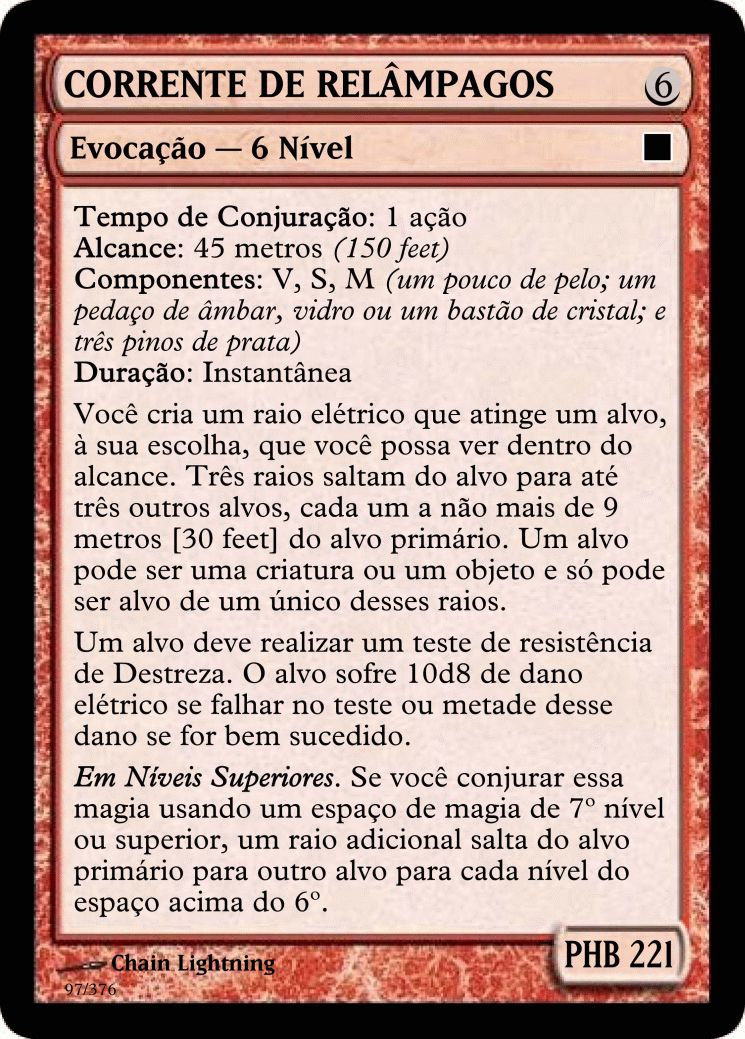 CORRENTE DE RELÂMPAGOS 6
Evocação — 6 Nível
Tempo de Conjuração: 1 ação
Alcance: 45 metros (150 feet)
Componentes: V, S, M (um pouco de pelo; um
pedaço de âmbar, vidro ou um bastão de cristal; e
três pinos de prata)
Duração: Instantânea
Você cria um raio elétrico que atinge um alvo,
à sua escolha, que você possa ver dentro do
alcance. Três raios saltam do alvo para até
três outros alvos, cada um a não mais de 9
metros [30 feet] do alvo primário. Um alvo
pode ser uma criatura ou um objeto e só pode
ser alvo de um único desses raios.
Um alvo deve realizar um teste de resistência
de Destreza. O alvo sofre 10d8 de dano
elétrico se falhar no teste ou metade desse
dano se for bem sucedido.
Em Níveis Superiores. Se você conjurar essa
magia usando um espaço de magia de 7º nível
ou superior, um raio adicional salta do alvo
primário para outro alvo para cada nível do
espaço acima do 6º.
PHB 221
Chain Lightning
97/376